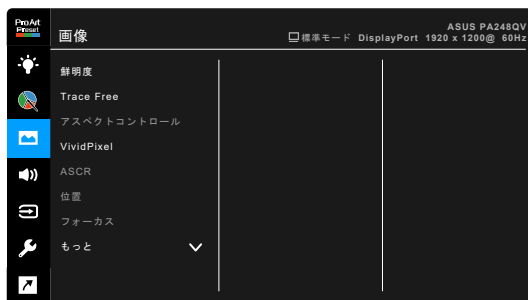 ProArt
Preset
画像
ASUS PA248QV
標準モード DisplayPort 1920 x 1200@ 60Hz
鮮明度
Trace Free
アスペクトコントロール
VividPixel
ASCR
位置
フォーカス
もっと